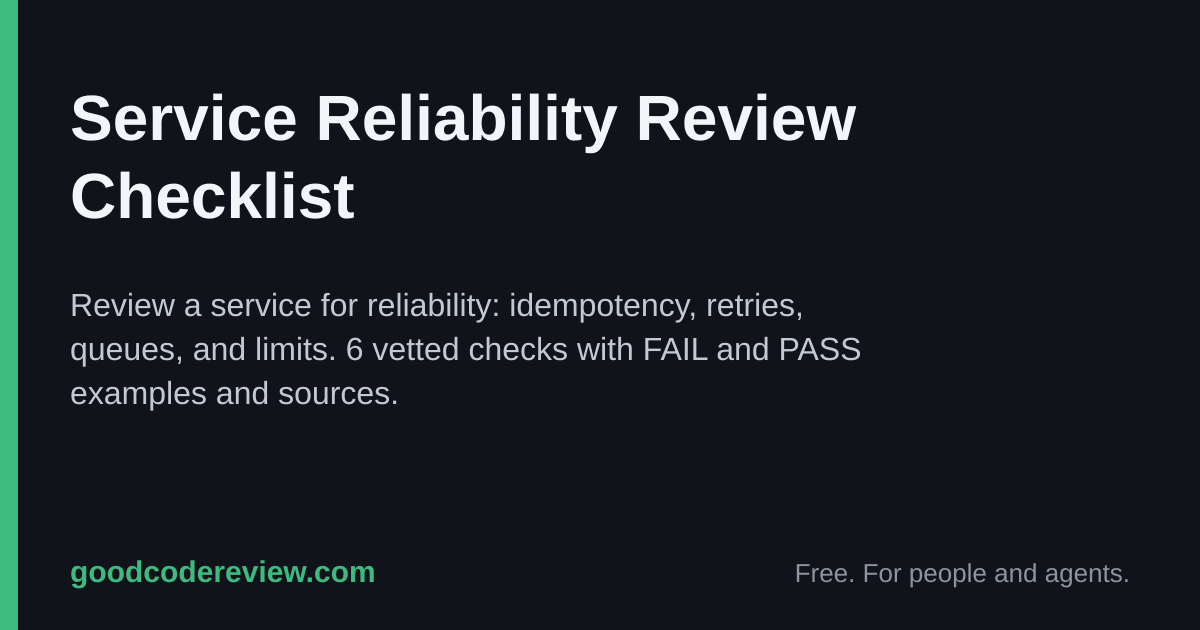 Service Reliability Review
Checklist
Review a service for reliability: idempotency, retries,
queues, and limits. 6 vetted checks with FAIL and PASS
examples and sources.
goodcodereview.com
Free. For people and agents.